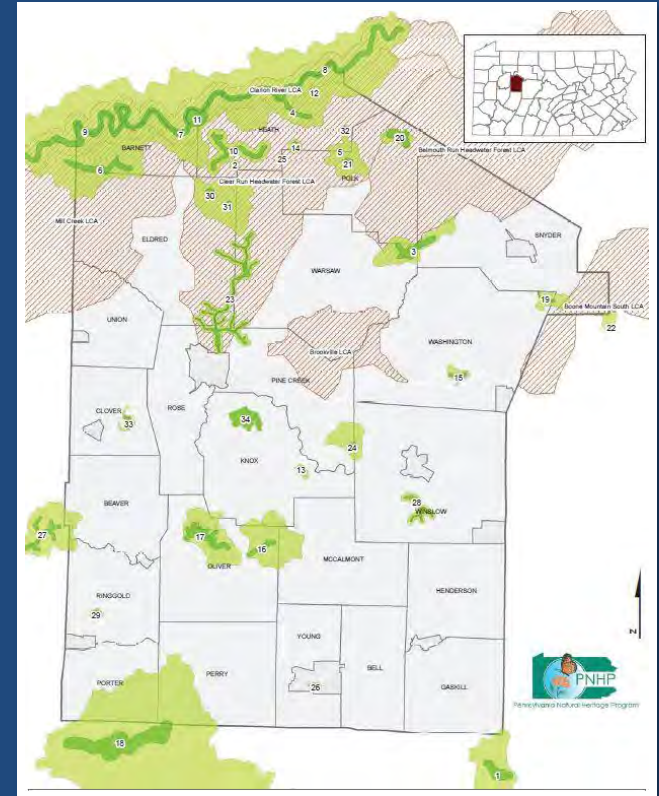 8
Clarion River LCA
12
9
11
4
HEATH
7
BARNETT
32
20
10
14
5
2
25
21
Belmouth Run Headwater Forest LCA
6
POLK
Clear Run Headwater Forest LCA
30
31
Mill Creek LCA
ELDRED
SNYDER
3
WARSAW
23
19
Boone Mountain South LCA
UNION
22
WASHINGTON
Brookville LCA
15
PINE CREEK
CLOVER
ROSE
34
33
24
KNOX
13
BEAVER
28
WINSLOW
27
17
16
OLIVER
MCCALMONT
HENDERSON
RINGGOLD
29
N
YOUNG
BELL
PERRY
PORTER
26
GASKILL
PNHP
Pennsylvania Natural Heritage Program
18
1